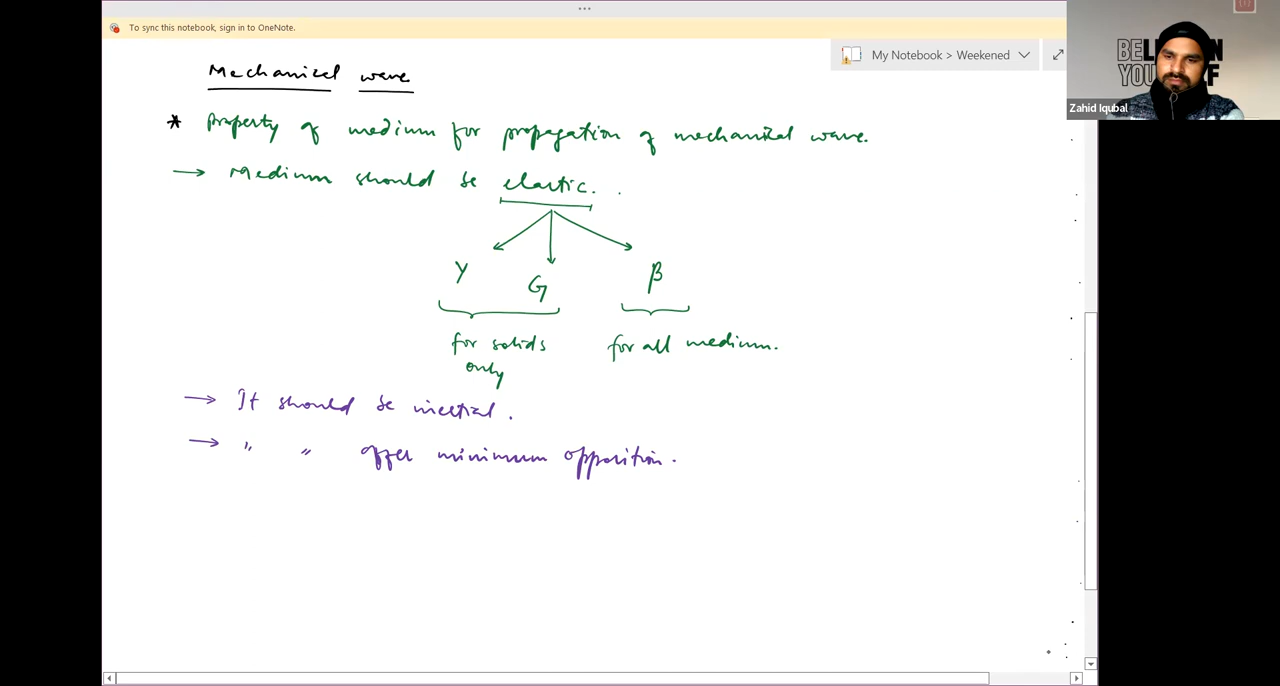 To sync this notebook, sign in to OneNote.
My Notebook > Weekened
Zahid Iqubal
Mechanical wave
* Property of medium for propagation of mechanical wave.
→ Medium should be elastic.
Y G β
for solids only
for all medium.
→ It should be inertial.
→ " " offer minimum opposition.